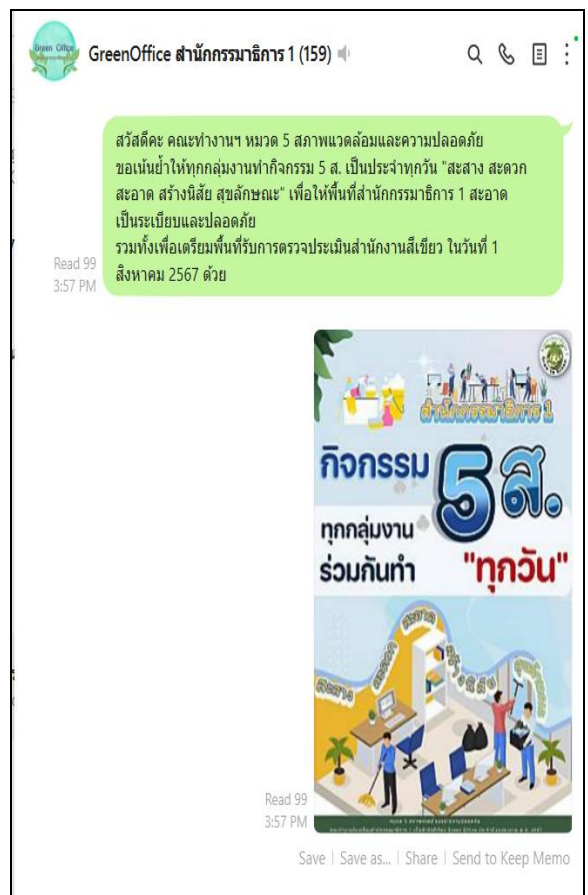 Green Office
GreenOffice สำนักกรรมาธิการ 1 (159)
สวัสดีคะ คณะทำงานฯ หมวด 5 สภาพแวดล้อมและความปลอดภัย
ขอเน้นย้ำให้ทุกกลุ่มงานทำกิจกรรม 5 ส. เป็นประจำทุกวัน "สะสาง สะดวก
สะอาด สร้างนิสัย สุขลักษณะ" เพื่อให้พื้นที่สำนักกรรมาธิการ 1 สะอาด
เป็นระเบียบและปลอดภัย
รวมทั้งเพื่อเตรียมพื้นที่รับการตรวจประเมินสำนักงานสีเขียว ในวันที่ 1
สิงหาคม 2567 ด้วย
Read 99
3:57 PM
สำนักกรรมาธิการ 1
กิจกรรม 5ส.
ทุกกลุ่มงาน
ร่วมกันทำ "ทุกวัน"
สะสาง สะดวก สะอาด สร้างนิสัย สุขลักษณะ
Read 99
3:57 PM
Save | Save as... | Share | Send to Keep Memo